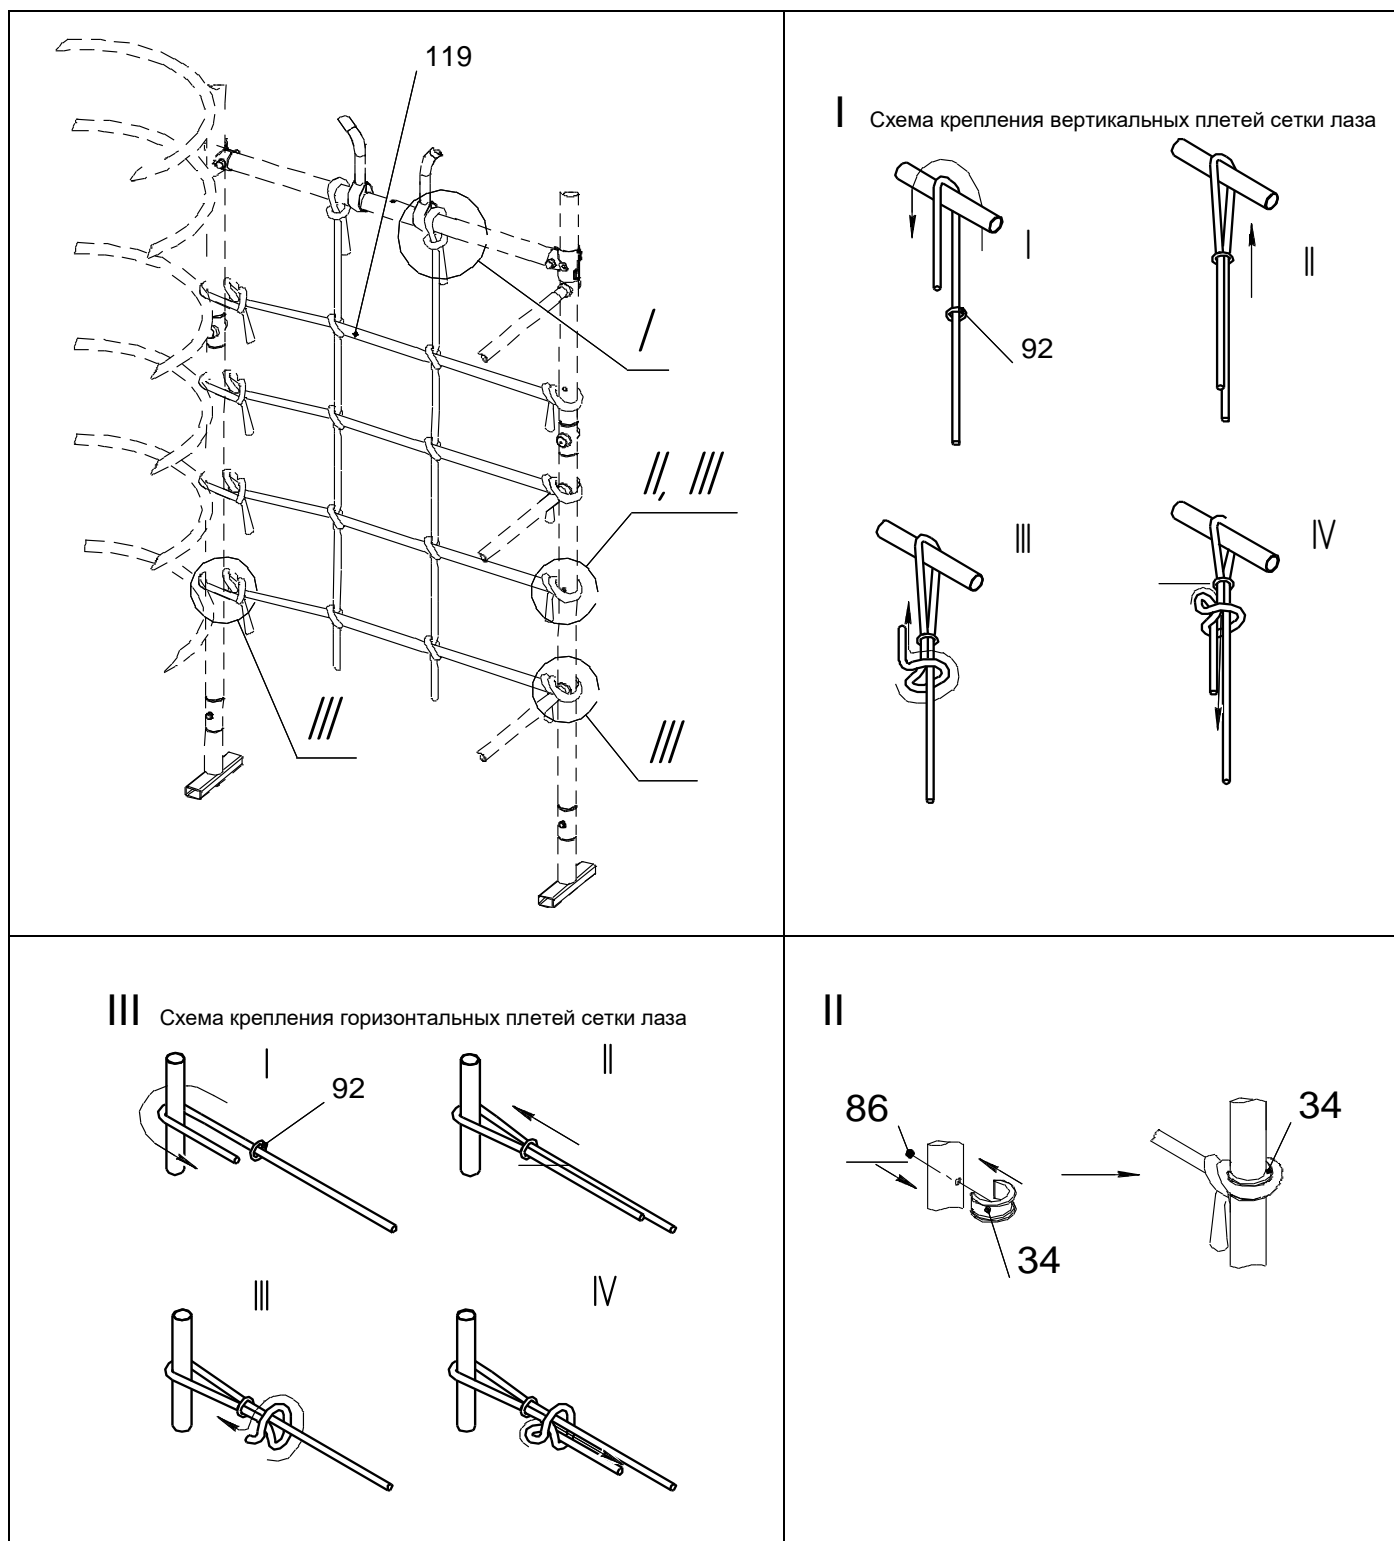 119
I
II, III
III
III
I Схема крепления вертикальных плетей сетки лаза
I
II
92
III
IV
III Схема крепления горизонтальных плетей сетки лаза
I
II
92
III
IV
II
86
34
34